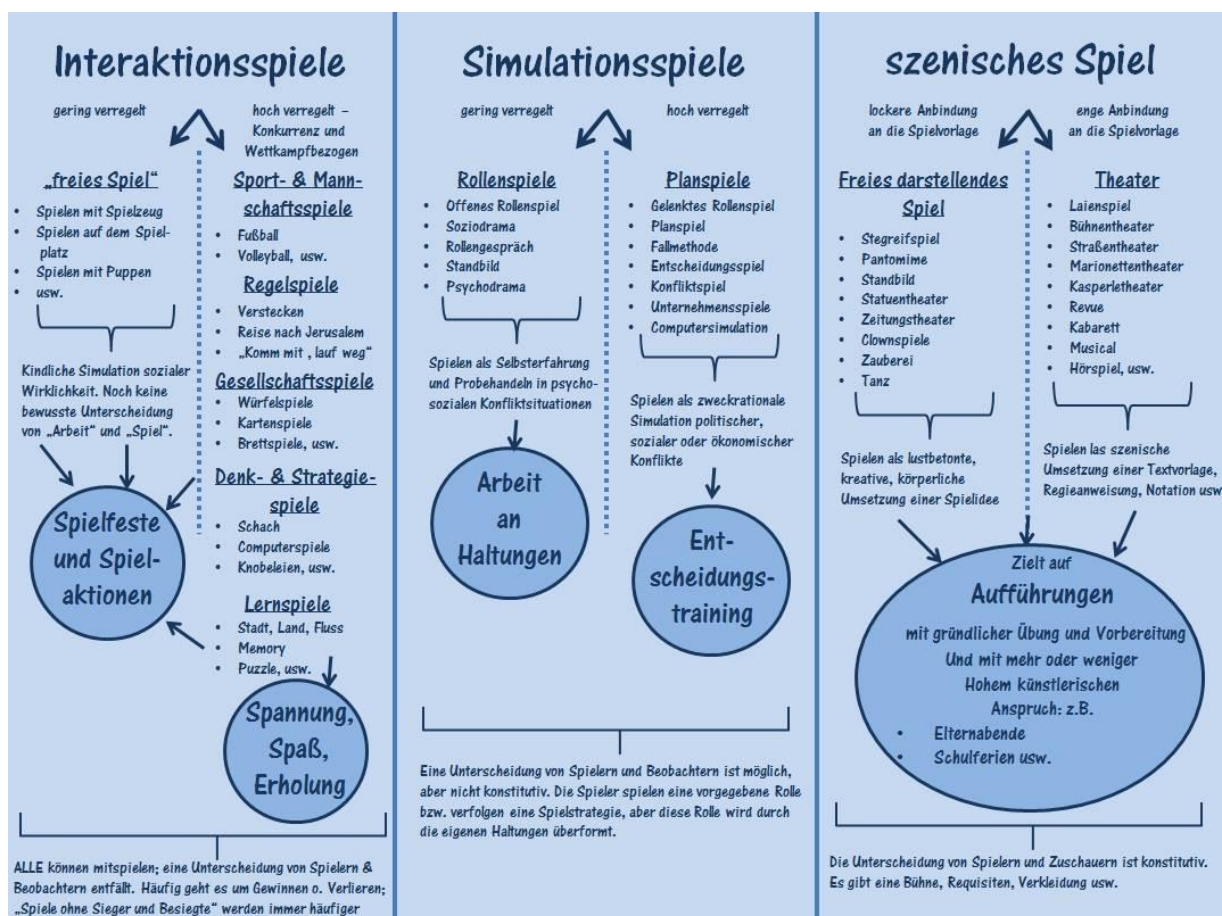 Interaktionsspiele
gering verregelt
hoch verregelt –
Konkurrenz und
Wettkampfbezogen
„freies Spiel“
• Spielen mit Spielzeug
• Spielen auf dem Spiel-
platz
• Spielen mit Puppen
• usw.
Kindliche Simulation sozialer
Wirklichkeit. Noch keine
bewusste Unterscheidung
von „Arbeit“ und „Spiel“.
Spielfeste
und Spiel-
aktionen
Sport- & Mann-
schaftsspiele
• Fußball
• Volleyball, usw.
Regelspiele
• Verstecken
• Reise nach Jerusalem
• „Komm mit , lauf weg“
Gesellschaftsspiele
• Würfelspiele
• Kartenspiele
• Brettspiele, usw.
Denk- & Strategie-
spiele
• Schach
• Computerspiele
• Knobeleien, usw.
Lernspiele
• Stadt, Land, Fluss
• Memory
• Puzzle, usw.
Spannung,
Spaß,
Erholung
ALLE können mitspielen; eine Unterscheidung von Spielern &
Beobachtern entfällt. Häufig geht es um Gewinnen o. Verlieren;
„Spiele ohne Sieger und Besiegte“ werden immer häufiger
Simulationsspiele
gering verregelt
hoch verregelt
Rollenspiele
• Offenes Rollenspiel
• Soziodrama
• Rollengespräch
• Standbild
• Psychodrama
Spielen als Selbsterfahrung
und Probehandeln in psycho-
sozialen Konfliktsituationen
Arbeit
an
Haltungen
Planspiele
• Gelenktes Rollenspiel
• Planspiel
• Fallmethode
• Entscheidungsspiel
• Konfliktspiel
• Unternehmensspiele
• Computersimulation
Spielen als zweckrationale
Simulation politischer,
sozialer oder ökonomischer
Konflikte
Ent-
scheidungs-
training
Eine Unterscheidung von Spielern und Beobachtern ist möglich,
aber nicht konstitutiv. Die Spieler spielen eine vorgegebene Rolle
bzw. verfolgen eine Spielstrategie, aber diese Rolle wird durch
die eigenen Haltungen überformt.
szenisches Spiel
lockere Anbindung
an die Spielvorlage
enge Anbindung
an die Spielvorlage
Freies darstellendes
Spiel
• Stegreifspiel
• Pantomime
• Standbild
• Statuentheater
• Zeitungstheater
• Clownspiele
• Zauberei
• Tanz
Spielen als lustbetonte,
kreative, körperliche
Umsetzung einer Spielidee
Theater
• Laienspiel
• Bühnentheater
• Straßentheater
• Marionettentheater
• Kasperletheater
• Revue
• Kabarett
• Musical
• Hörspiel, usw.
Spielen las szenische
Umsetzung einer Textvorlage,
Regieanweisung, Notation usw
Zielt auf
Aufführungen
mit gründlicher Übung und Vorbereitung
Und mit mehr oder weniger
Hohem künstlerischen
Anspruch: z.B.
• Elternabende
• Schulferien usw.
Die Unterscheidung von Spielern und Zuschauern ist konstitutiv.
Es gibt eine Bühne, Requisiten, Verkleidung usw.